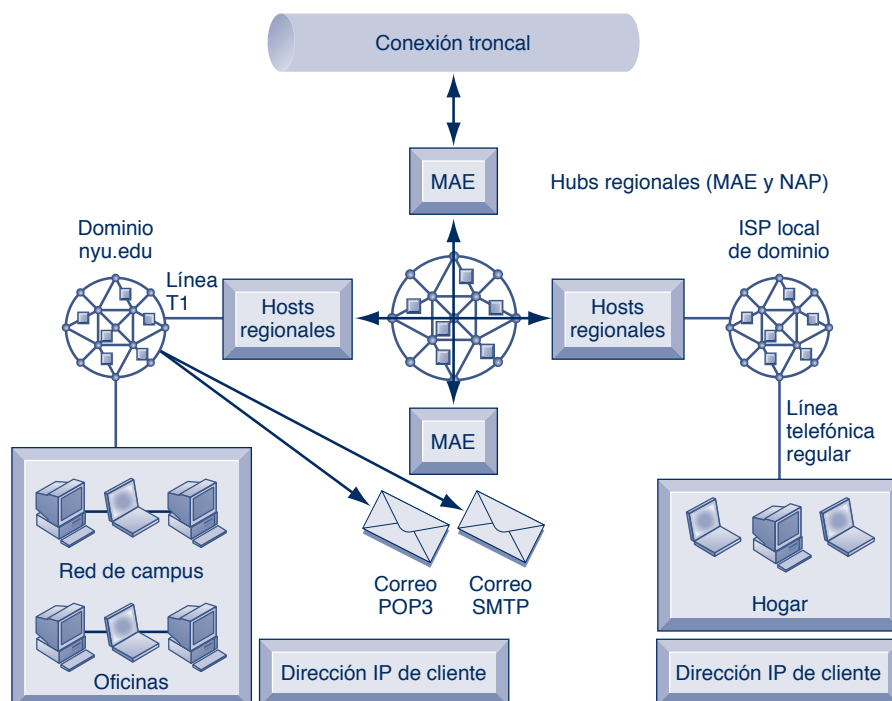 Conexión troncal
MAE
Hubs regionales (MAE y NAP)
Dominio
nyu.edu
ISP local
de dominio
Línea
T1
Hosts
regionales
Hosts
regionales
MAE
Línea
telefónica
regular
Red de campus
Correo
POP3
Correo
SMTP
Hogar
Oficinas
Dirección IP de cliente
Dirección IP de cliente